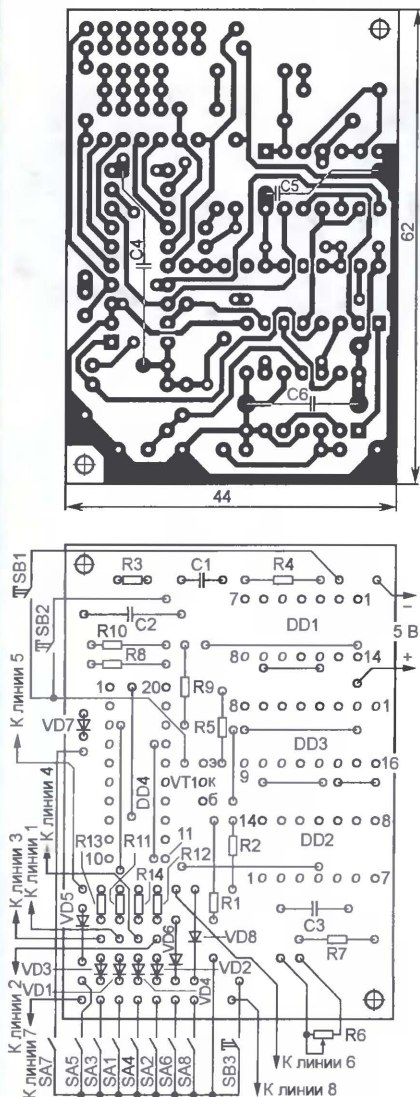 C4
C5
C6
62
44
SB1
SB2
R3
C1
R4
C2
7
1
−
5 В
+
DD1
R10
R8
8
14
К линии 5
R9
1
20
8
1
VD7
R5
DD3
К линии 4
DD4
VT1
э
к
б
9
16
К линии 3
К линии 1
R13
R11
10
11
14
8
R2
DD2
R14
R12
R1
1
7
VD5
VD6
VD8
C3
R7
VD3
VD2
VD1
VD4
R6
К линии 2
К линии 7
SA7
SA5
SA3
SA1
SA4
SA2
SA6
SA8
SB3
К линии 6
К линии 8